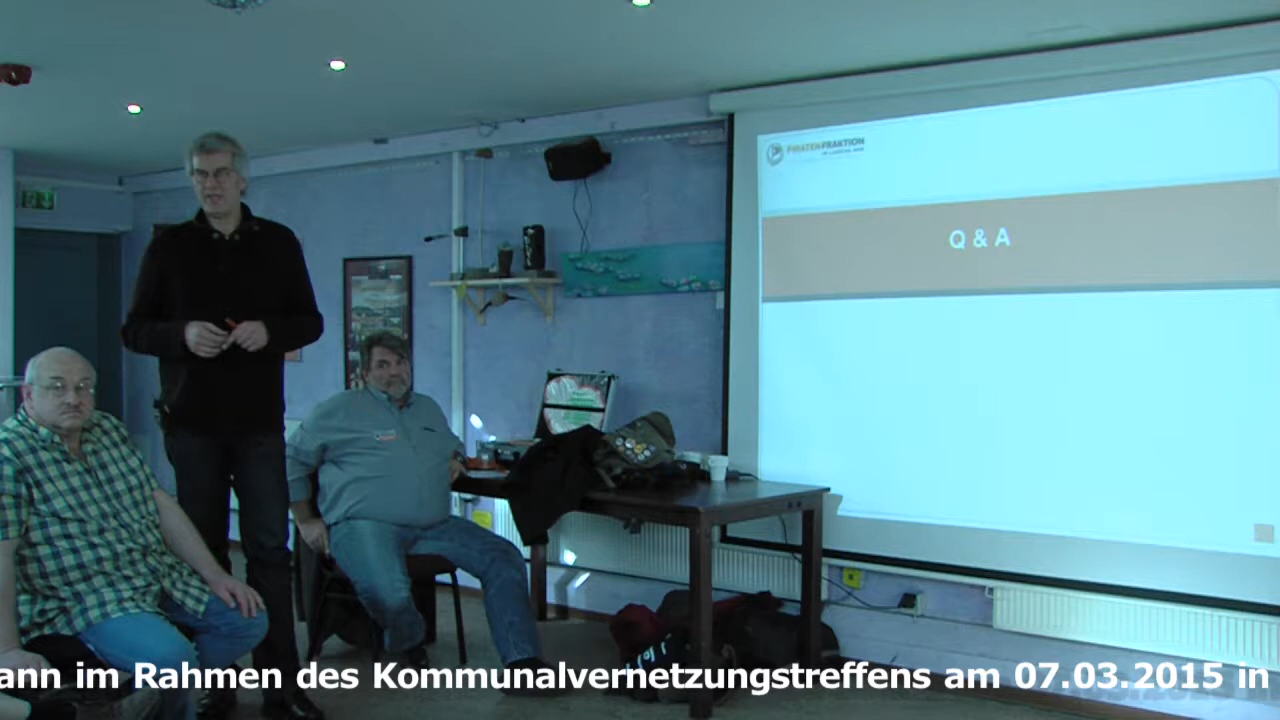 PIRATENFRAKTION
Q & A
ann im Rahmen des Kommunalvernetzungstreffens am 07.03.2015 in